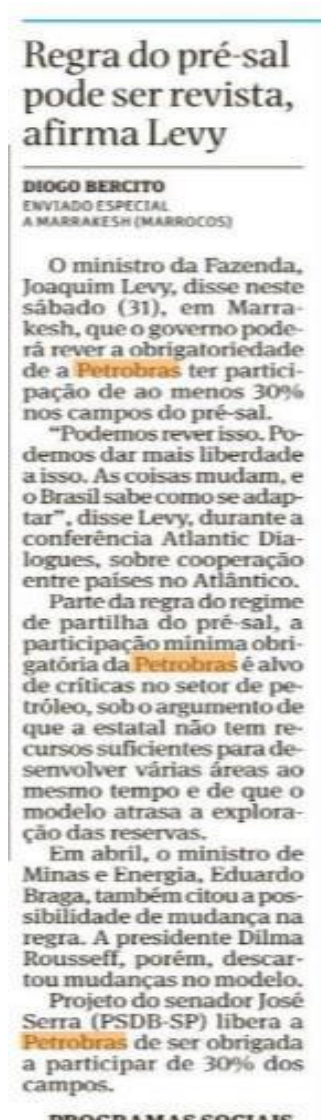 Regra do pré-sal
pode ser revista,
afirma Levy
DIOGO BERCITO
ENVIADO ESPECIAL
A MARRAKESH (MARROCOS)
O ministro da Fazenda,
Joaquim Levy, disse neste
sábado (31), em Marra-
kesh, que o governo pode-
rá rever a obrigatoriedade
de a Petrobras ter partici-
pação de ao menos 30%
nos campos do pré-sal.
“Podemos rever isso. Po-
demos dar mais liberdade
a isso. As coisas mudam, e
o Brasil sabe como se adap-
tar”, disse Levy, durante a
conferência Atlantic Dia-
logues, sobre cooperação
entre países no Atlântico.
Parte da regra do regime
de partilha do pré-sal, a
participação mínima obri-
gatória da Petrobras é alvo
de críticas no setor de pe-
tróleo, sob o argumento de
que a estatal não tem re-
cursos suficientes para de-
senvolver várias áreas ao
mesmo tempo e de que o
modelo atrasa a explora-
ção das reservas.
Em abril, o ministro de
Minas e Energia, Eduardo
Braga, também citou a pos-
sibilidade de mudança na
regra. A presidente Dilma
Rousseff, porém, descar-
tou mudanças no modelo.
Projeto do senador José
Serra (PSDB-SP) libera a
Petrobras de ser obrigada
a participar de 30% dos
campos.
PROGRAMAS SOCIAIS